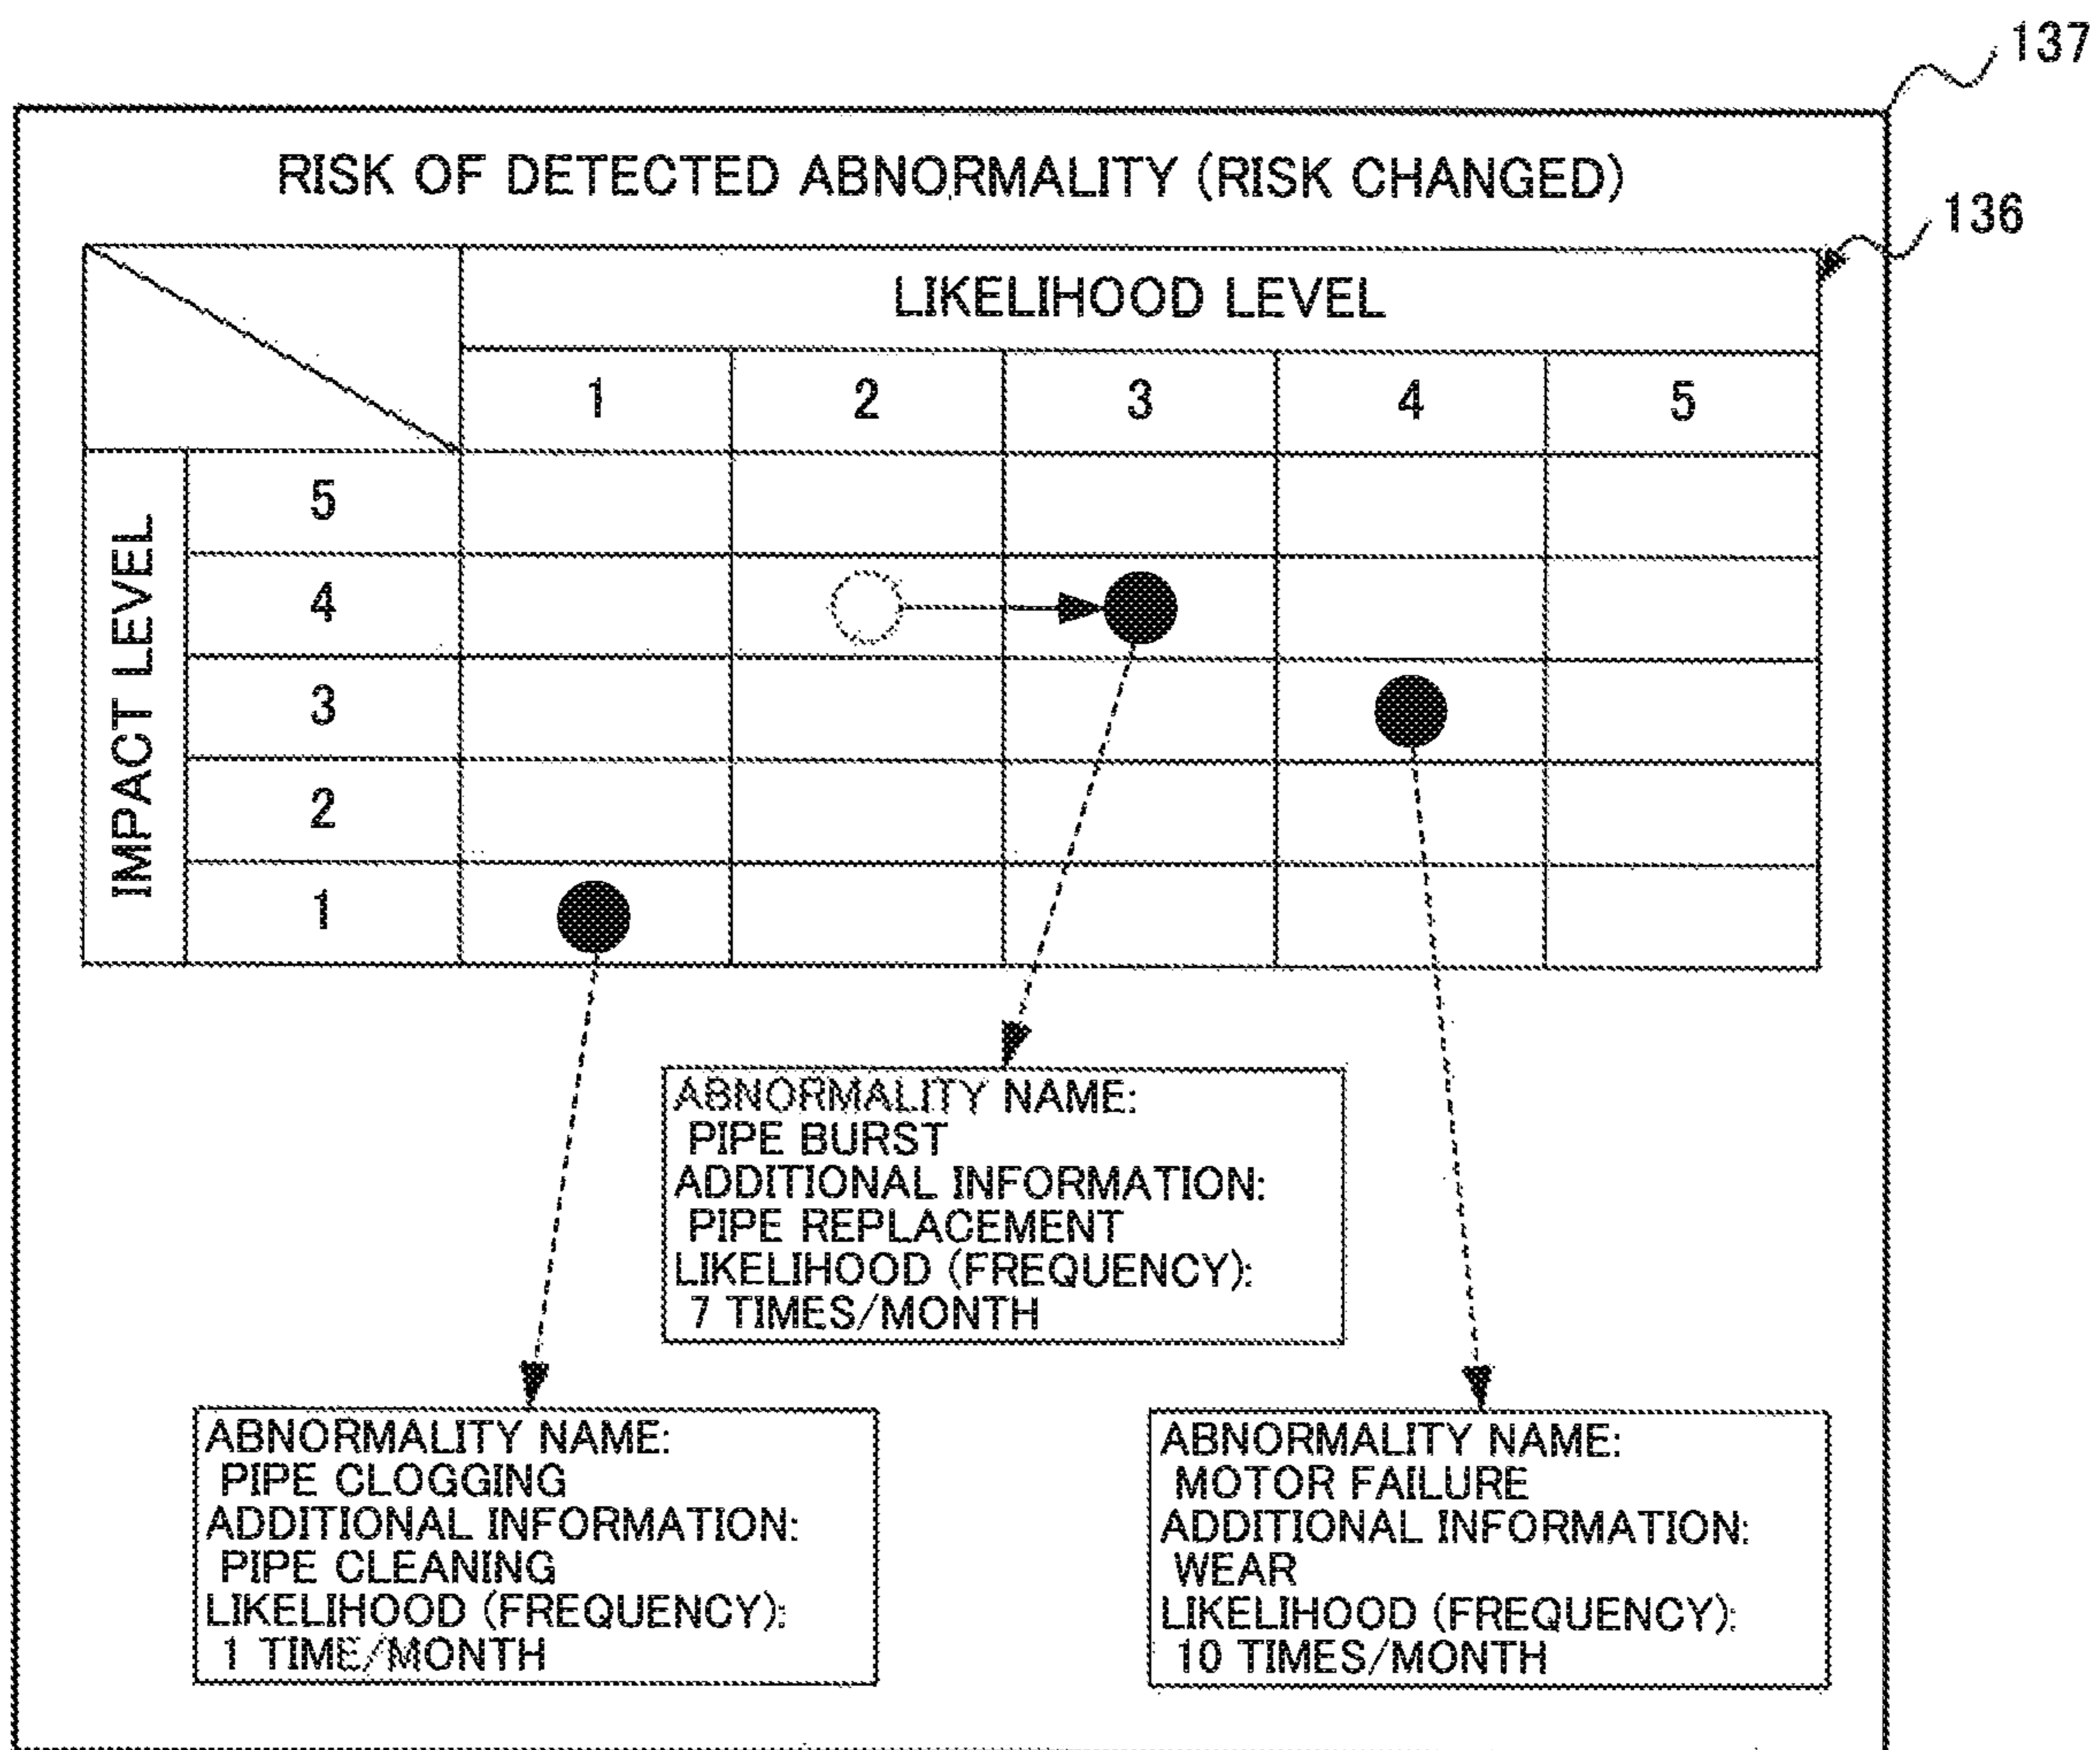 137
RISK OF DETECTED ABNORMALITY (RISK CHANGED)
136
LIKELIHOOD LEVEL
1 2 3 4 5
IMPACT LEVEL
5
4
3
2
1
ABNORMALITY NAME:
PIPE BURST
ADDITIONAL INFORMATION:
PIPE REPLACEMENT
LIKELIHOOD (FREQUENCY):
7 TIMES/MONTH
ABNORMALITY NAME:
PIPE CLOGGING
ADDITIONAL INFORMATION:
PIPE CLEANING
LIKELIHOOD (FREQUENCY):
1 TIME/MONTH
ABNORMALITY NAME:
MOTOR FAILURE
ADDITIONAL INFORMATION:
WEAR
LIKELIHOOD (FREQUENCY):
10 TIMES/MONTH